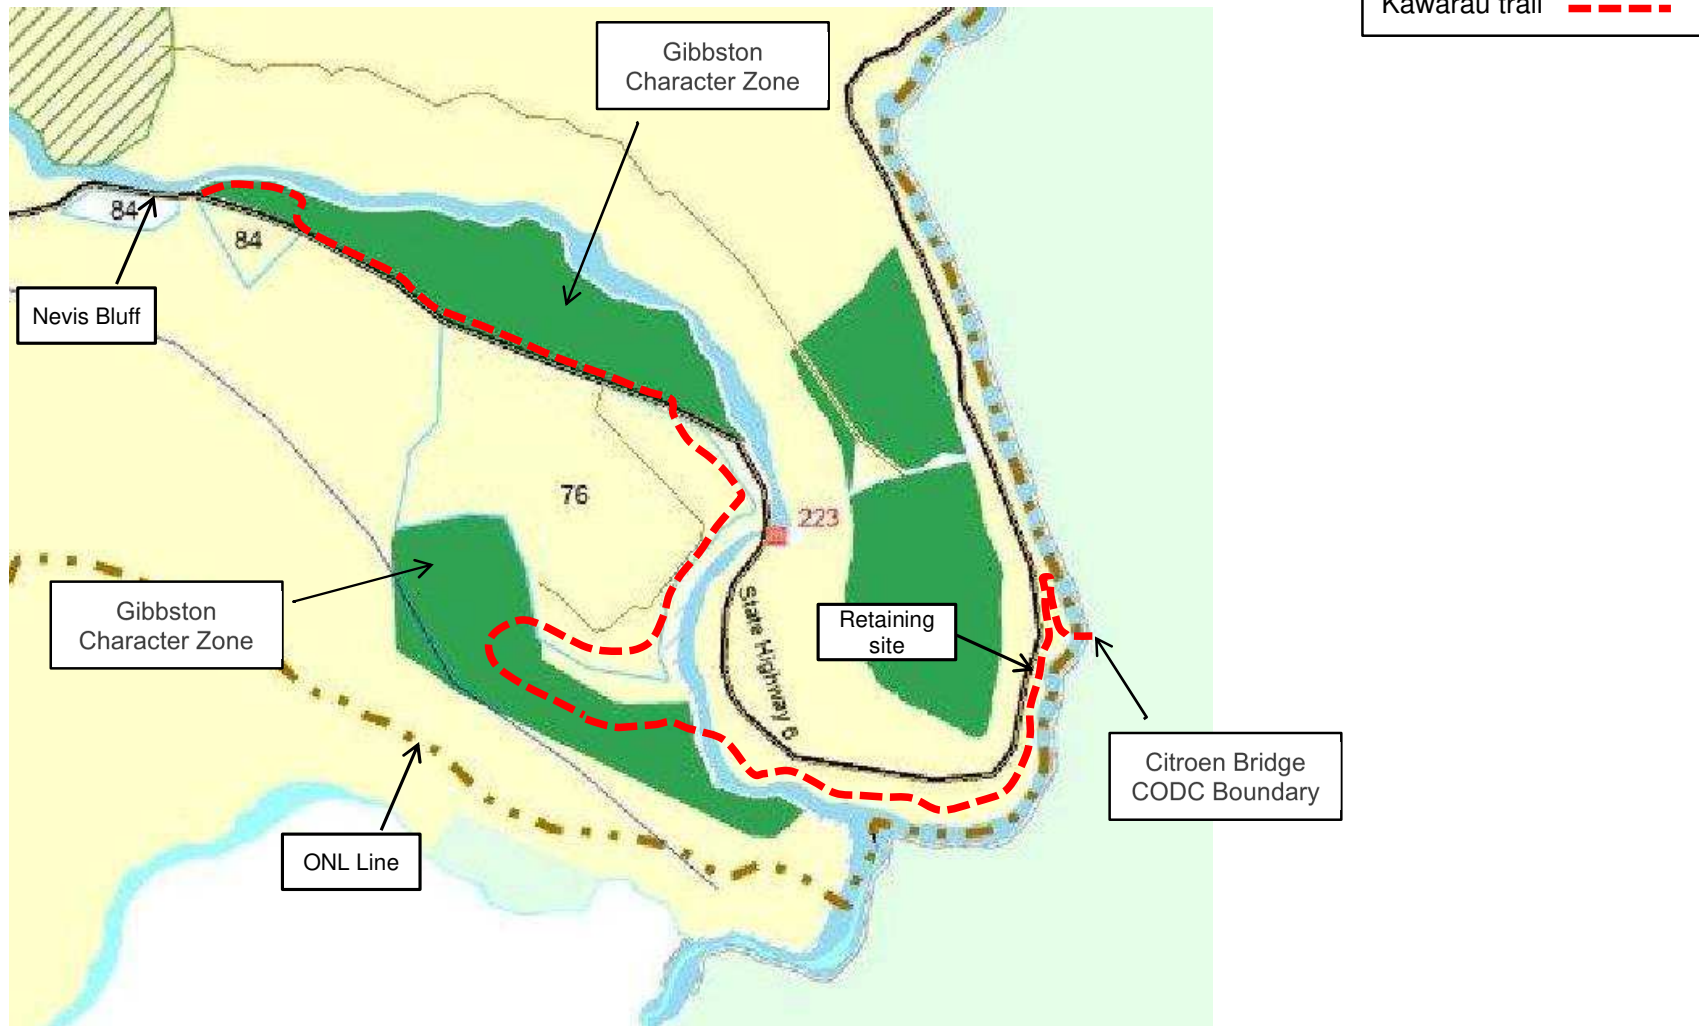 Kawarau trail
Gibbston
Character Zone
84
84
Nevis Bluff
76
223
Gibbston
Character Zone
State Highway 6
Retaining
site
Citroen Bridge
CODC Boundary
ONL Line